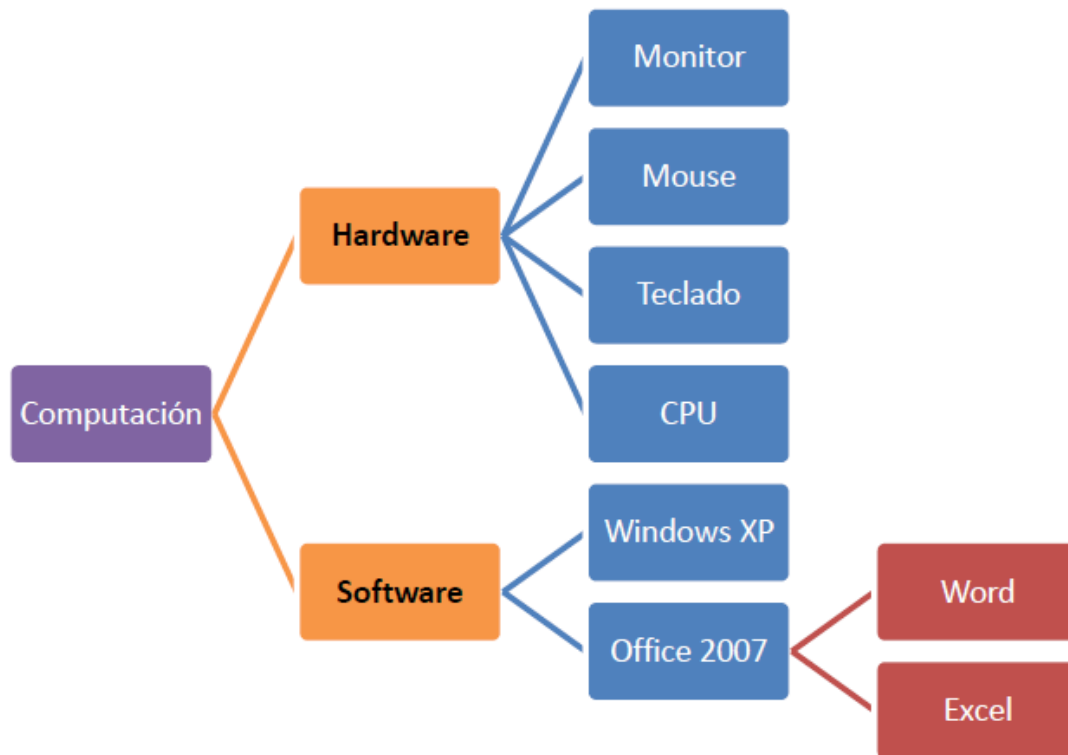 Computación
Hardware
Monitor
Mouse
Teclado
CPU
Software
Windows XP
Office 2007
Word
Excel